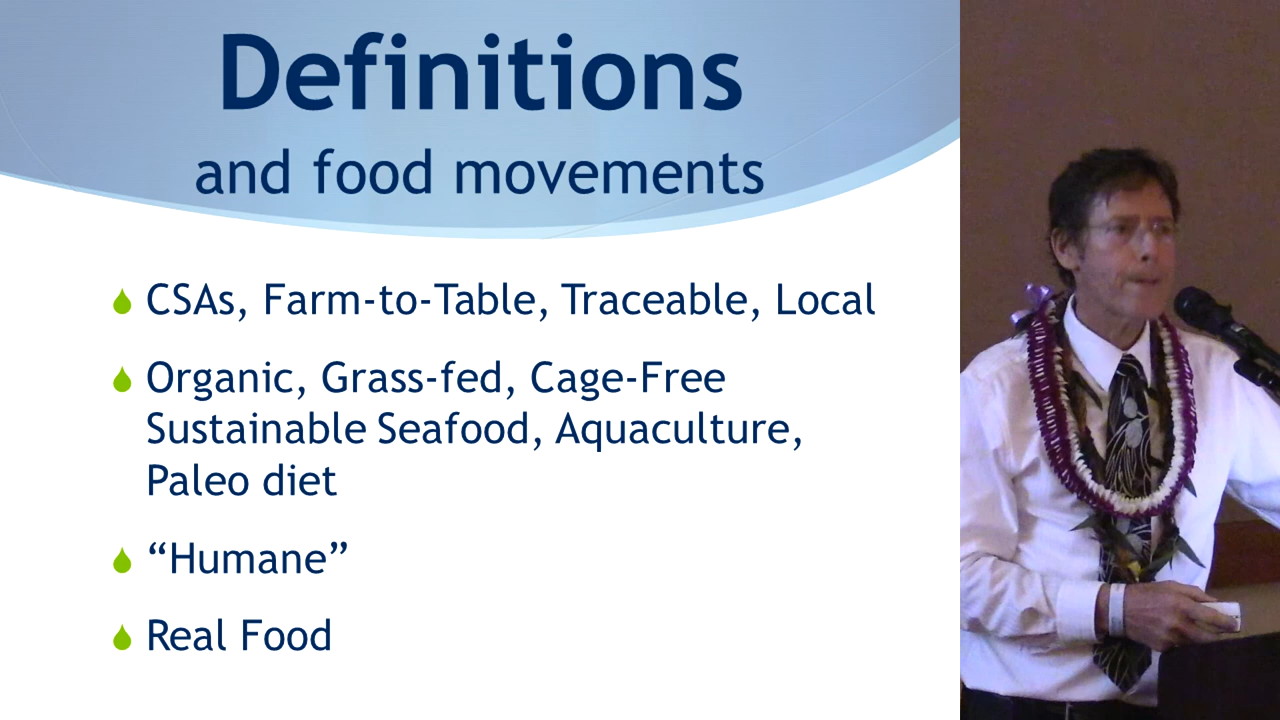 Definitions
and food movements
CSAs, Farm-to-Table, Traceable, Local
Organic, Grass-fed, Cage-Free
Sustainable Seafood, Aquaculture,
Paleo diet
“Humane”
Real Food